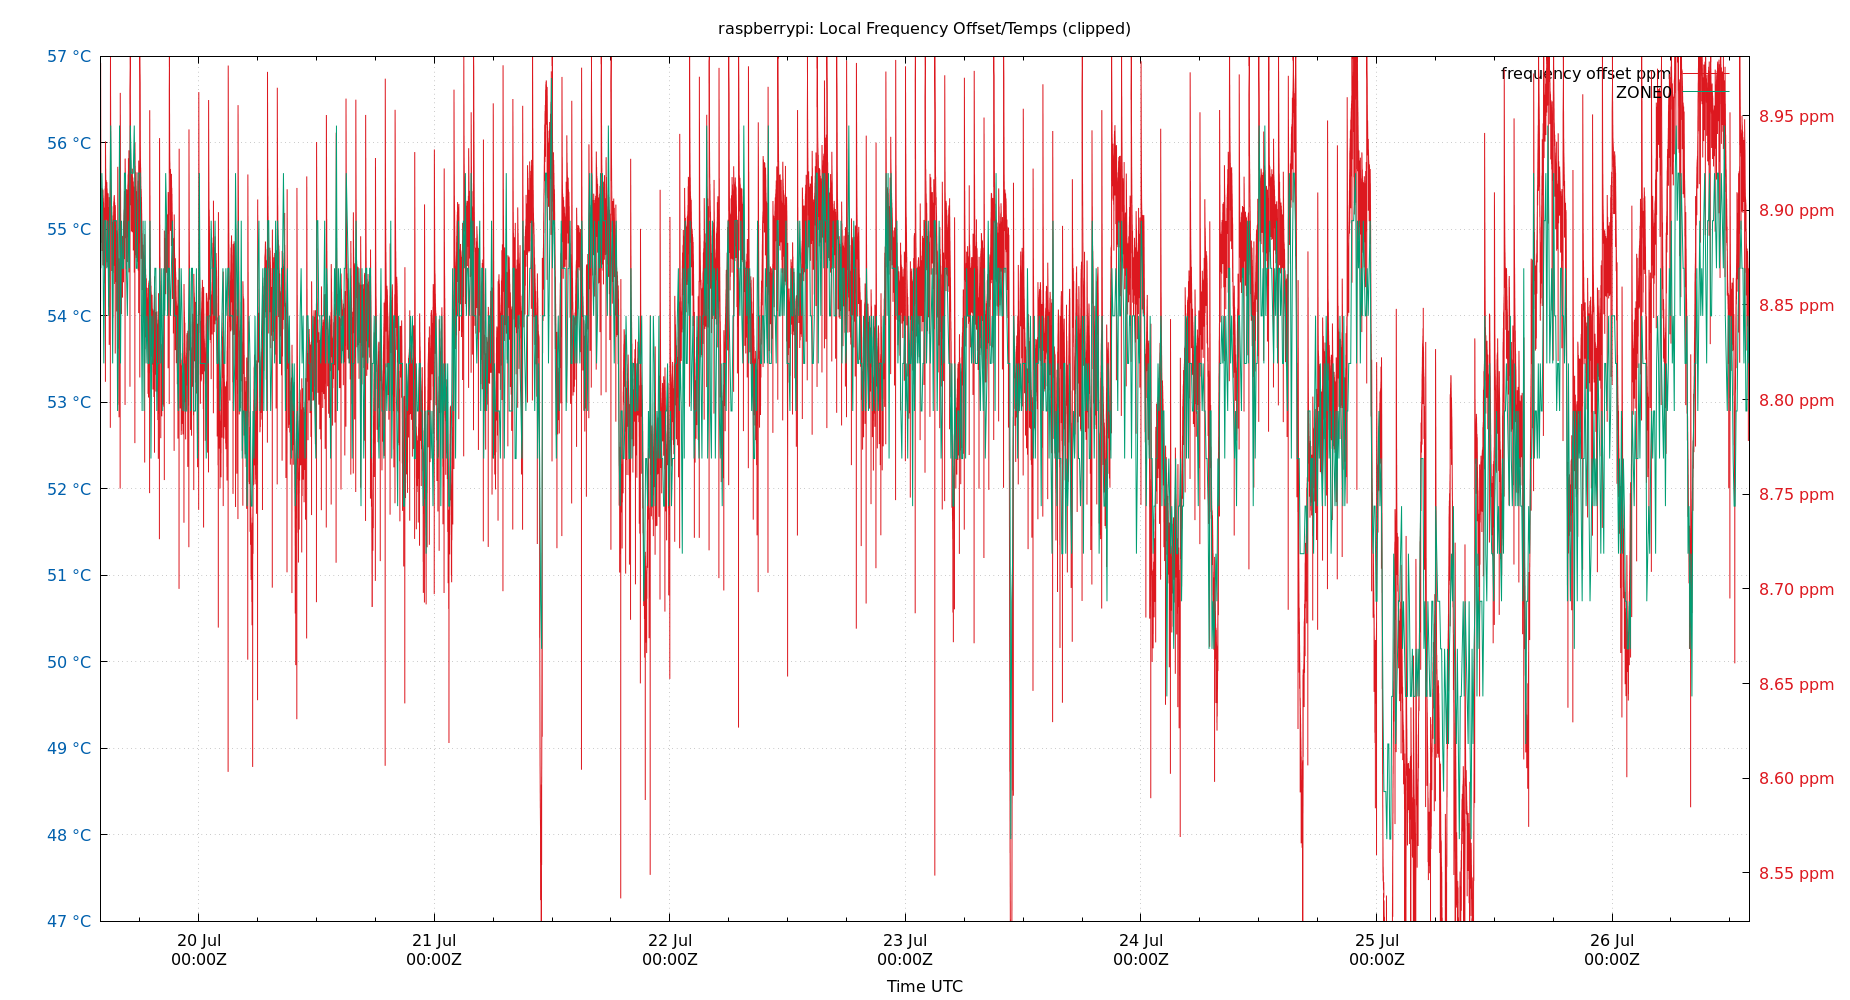 raspberrypi: Local Frequency Offset/Temps (clipped)
57 °C
56 °C
55 °C
54 °C
53 °C
52 °C
51 °C
50 °C
49 °C
48 °C
47 °C
frequency offset ppm
ZONE0
8.95 ppm
8.90 ppm
8.85 ppm
8.80 ppm
8.75 ppm
8.70 ppm
8.65 ppm
8.60 ppm
8.55 ppm
20 Jul 21 Jul 22 Jul 23 Jul 24 Jul 25 Jul 26 Jul
00:00Z 00:00Z 00:00Z 00:00Z 00:00Z 00:00Z 00:00Z
Time UTC